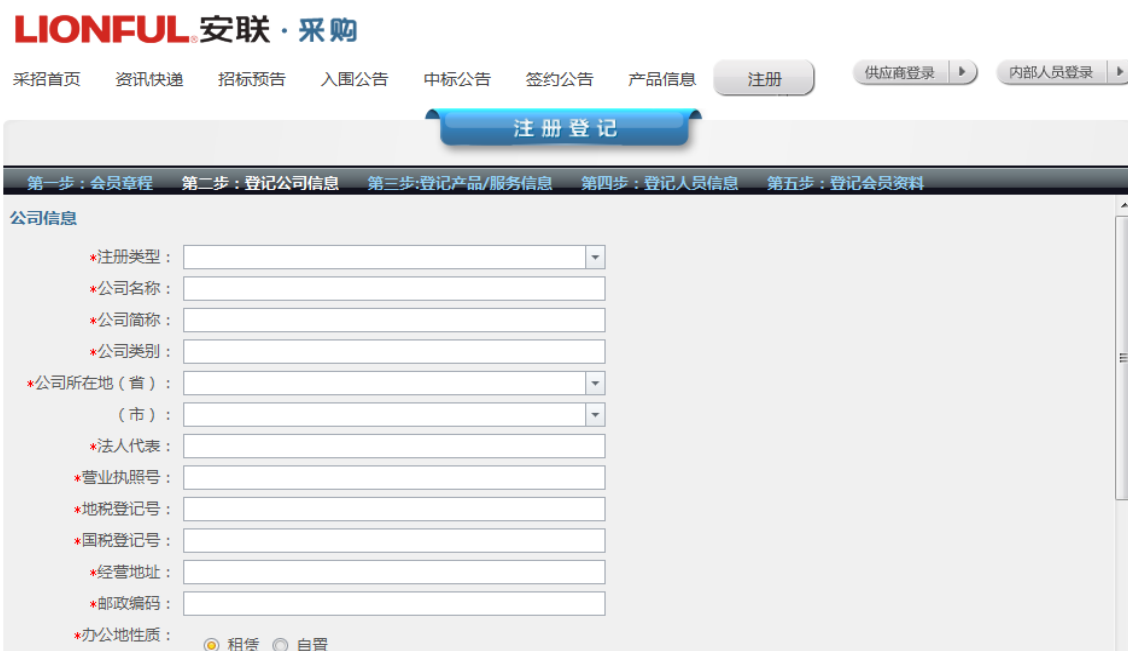 LIONFUL 安联·采购
采招首页 资讯快递 招标预告 入围公告 中标公告 签约公告 产品信息 注册 供应商登录 内部人员登录
注册登记
第一步：会员章程 第二步：登记公司信息 第三步:登记产品/服务信息 第四步：登记人员信息 第五步：登记会员资料
公司信息
*注册类型：
*公司名称：
*公司简称：
*公司类别：
*公司所在地（省）：
（市）：
*法人代表：
*营业执照号：
*地税登记号：
*国税登记号：
*经营地址：
*邮政编码：
*办公地性质：
租赁 自置